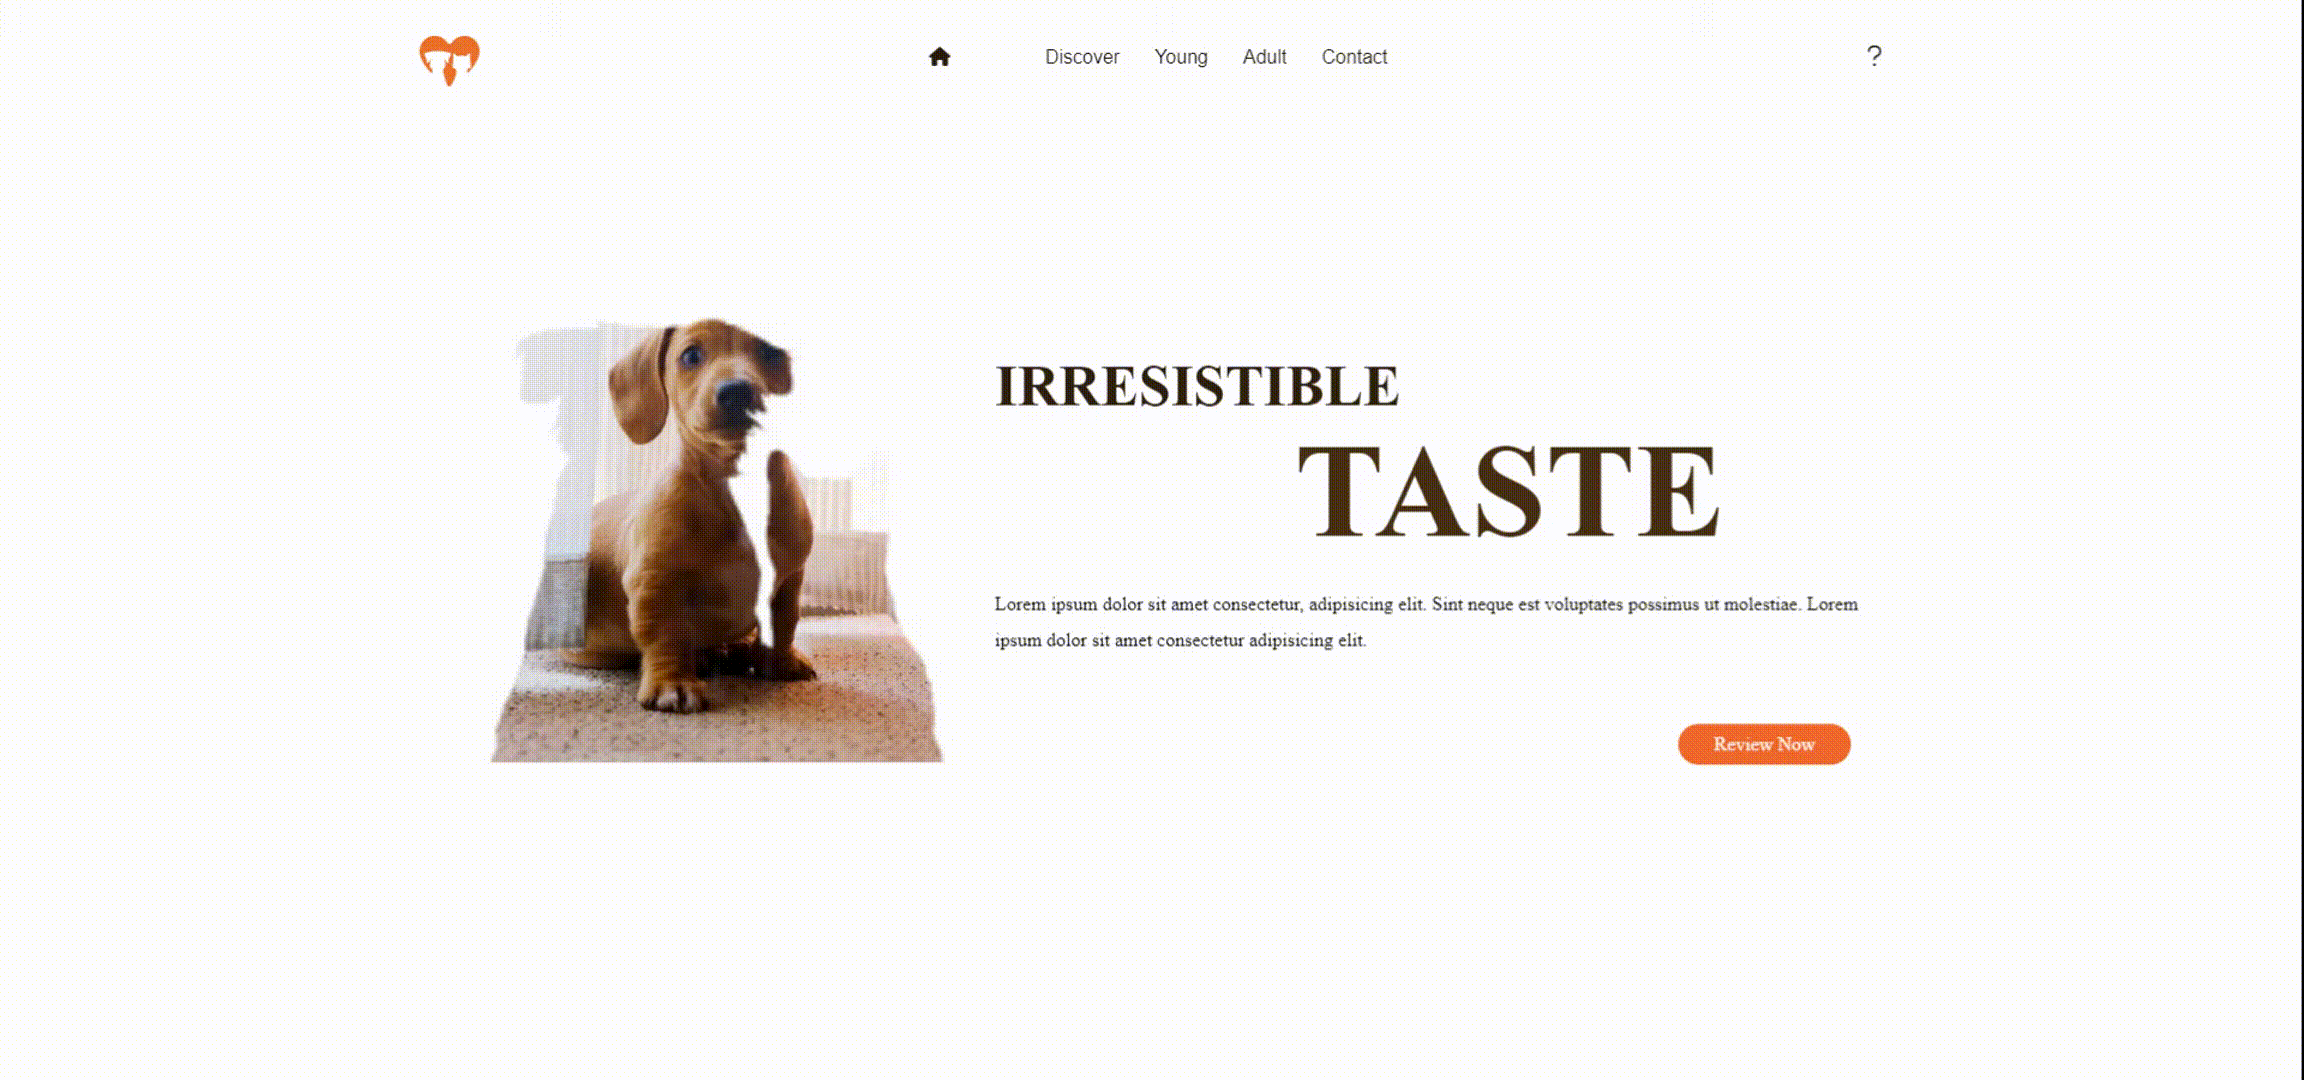 Discover Young Adult Contact ?
IRRESISTIBLE
TASTE
Lorem ipsum dolor sit amet consectetur, adipisicing elit. Sint neque est voluptates possimus ut molestiae. Lorem
ipsum dolor sit amet consectetur adipisicing elit.
Review Now